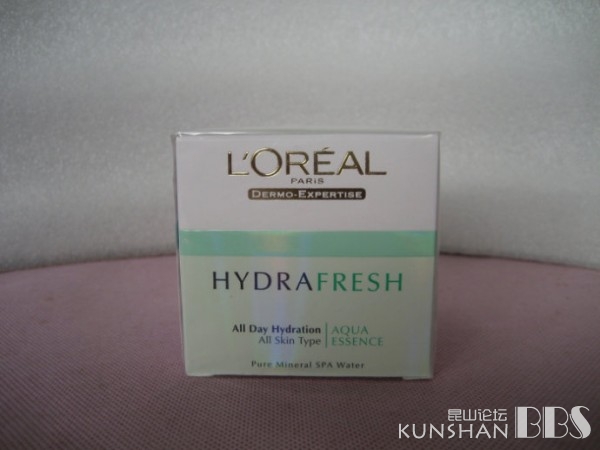 L'ORÉAL
PARIS
DERMO-EXPERTISE
HYDRAFRESH
All Day Hydration AQUA
All Skin Type ESSENCE
Pure Mineral SPA Water
昆山论坛
KUNSHAN BBS